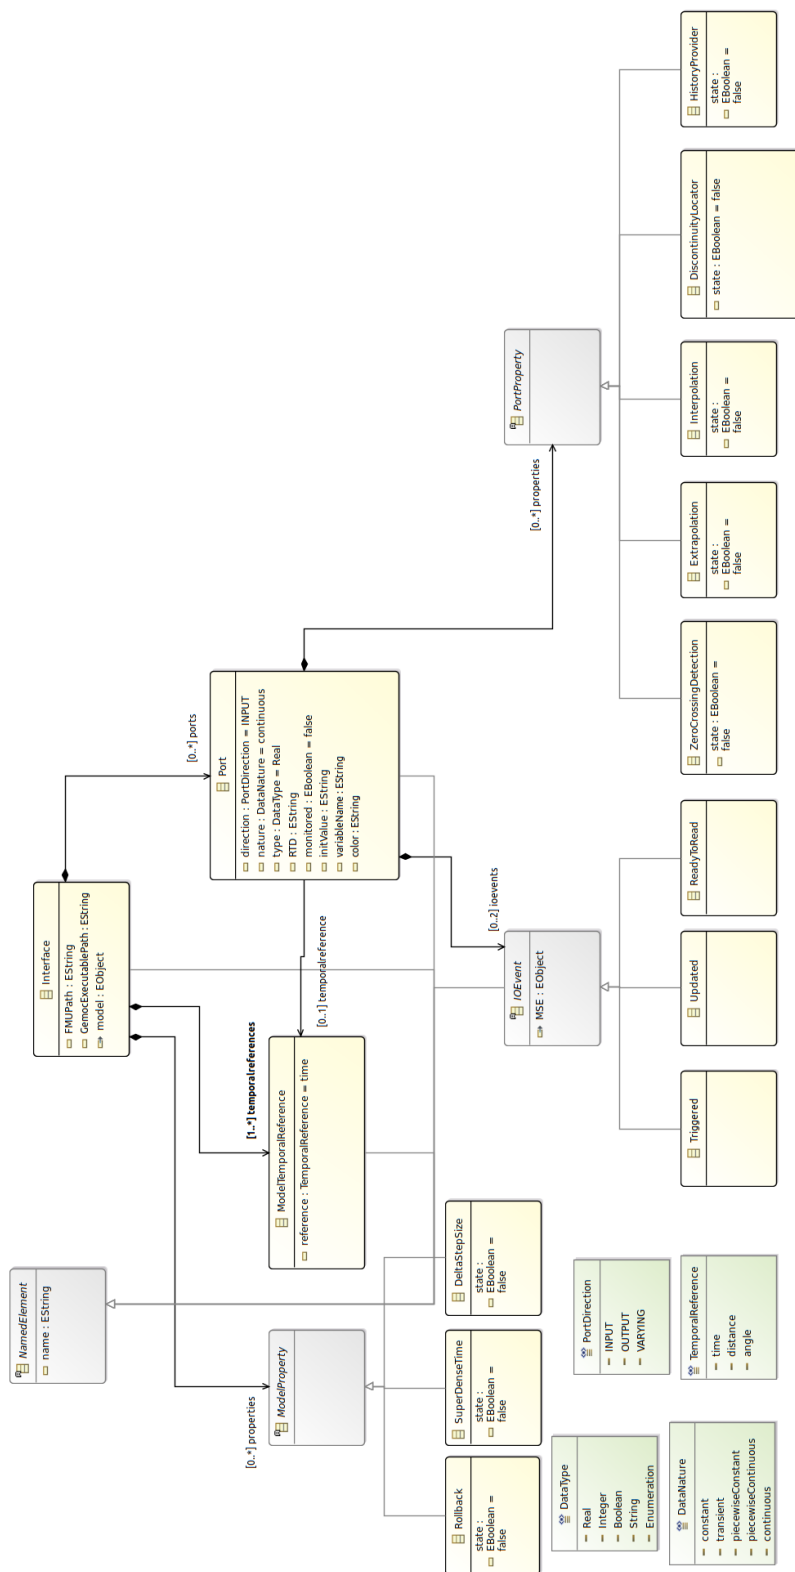 NamedElement
name : EString
Interface
FMUPath : EString
GemocExecutablePath : EString
model : EObject
[0..*] ports
[0..*] properties
[1..*] temporalreferences
[0..1] temporalreference
ModelProperty
ModelTemporalReference
reference : TemporalReference = time
Port
direction : PortDirection = INPUT
nature : DataNature = continuous
type : DataType = Real
RTD : EString
monitored : EBoolean = false
initValue : EString
variableName : EString
color : EString
[0..2] ioevents
[0..*] properties
Rollback
state :
EBoolean =
false
SuperDenseTime
state :
EBoolean =
false
DeltaStepSize
state :
EBoolean =
false
IOEvent
MSE : EObject
PortProperty
DataType
Real
Integer
Boolean
String
Enumeration
PortDirection
INPUT
OUTPUT
VARYING
DataNature
constant
transient
piecewiseConstant
piecewiseContinuous
continuous
TemporalReference
time
distance
angle
Triggered
Updated
ReadyToRead
ZeroCrossingDetection
state : EBoolean =
false
Extrapolation
state :
EBoolean =
false
Interpolation
state :
EBoolean =
false
DiscontinuityLocator
state : EBoolean = false
HistoryProvider
state :
EBoolean =
false